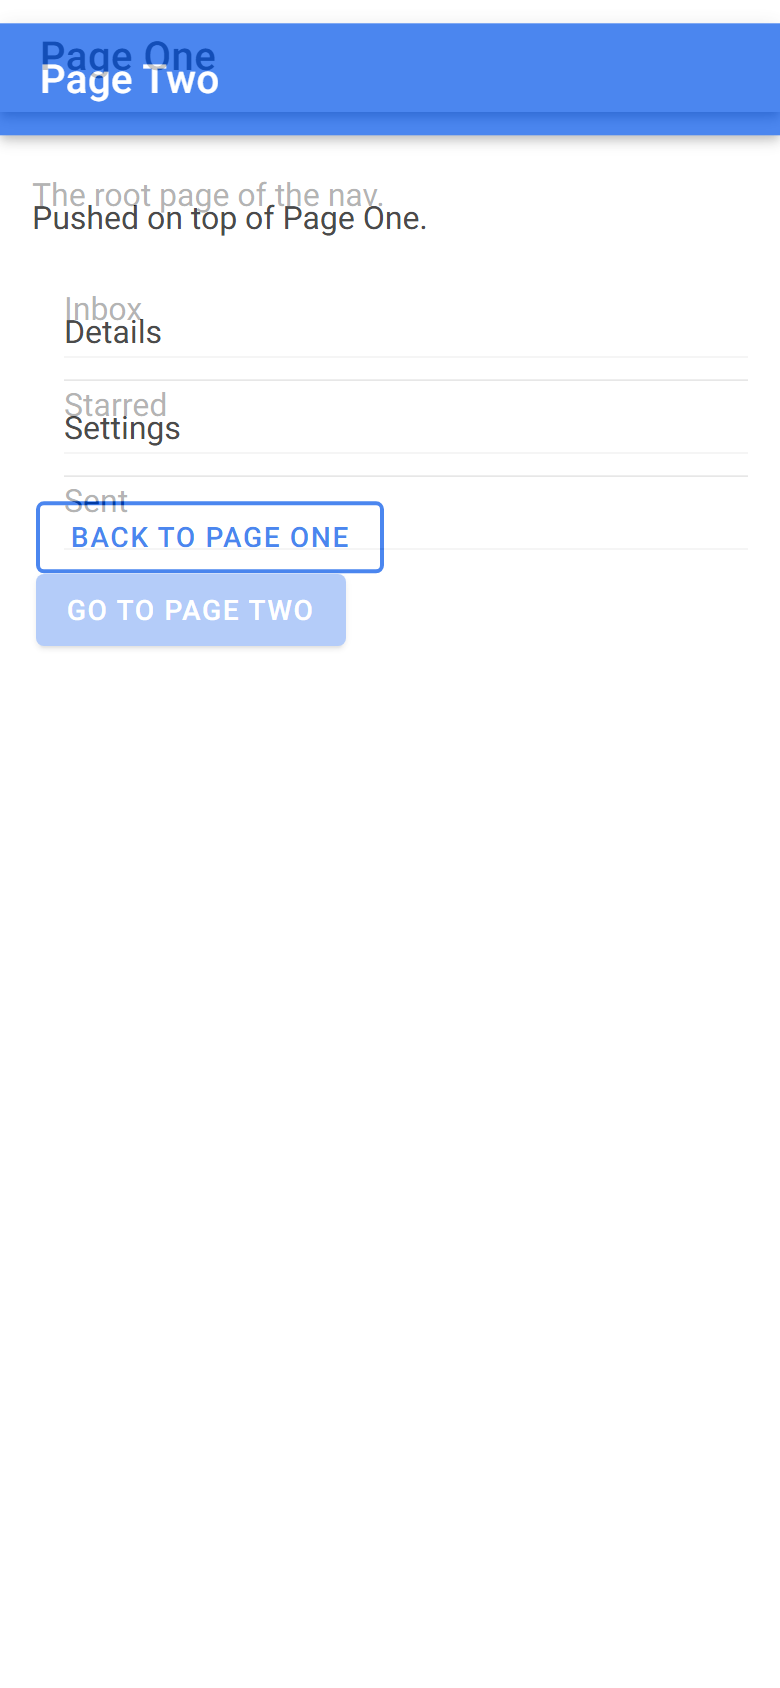 Page One
Page Two
The root page of the nav.
Pushed on top of Page One.
Inbox
Details
Starred
Settings
Sent
BACK TO PAGE ONE
GO TO PAGE TWO